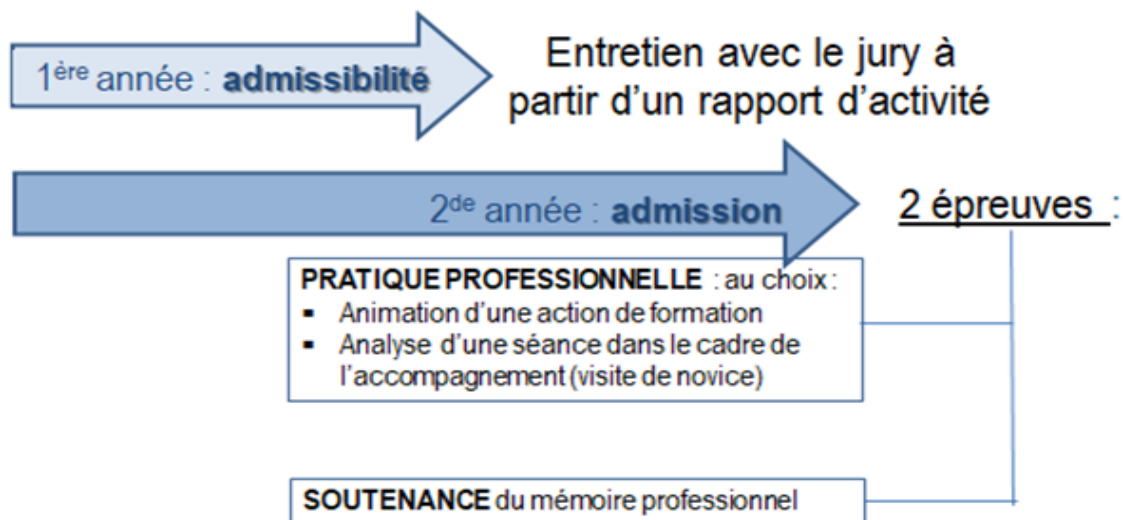 1ère année : admissibilité
Entretien avec le jury à
partir d'un rapport d'activité
2de année : admission
2 épreuves :
PRATIQUE PROFESSIONNELLE : au choix :
▪ Animation d'une action de formation
▪ Analyse d'une séance dans le cadre de
l'accompagnement (visite de novice)
SOUTENANCE du mémoire professionnel